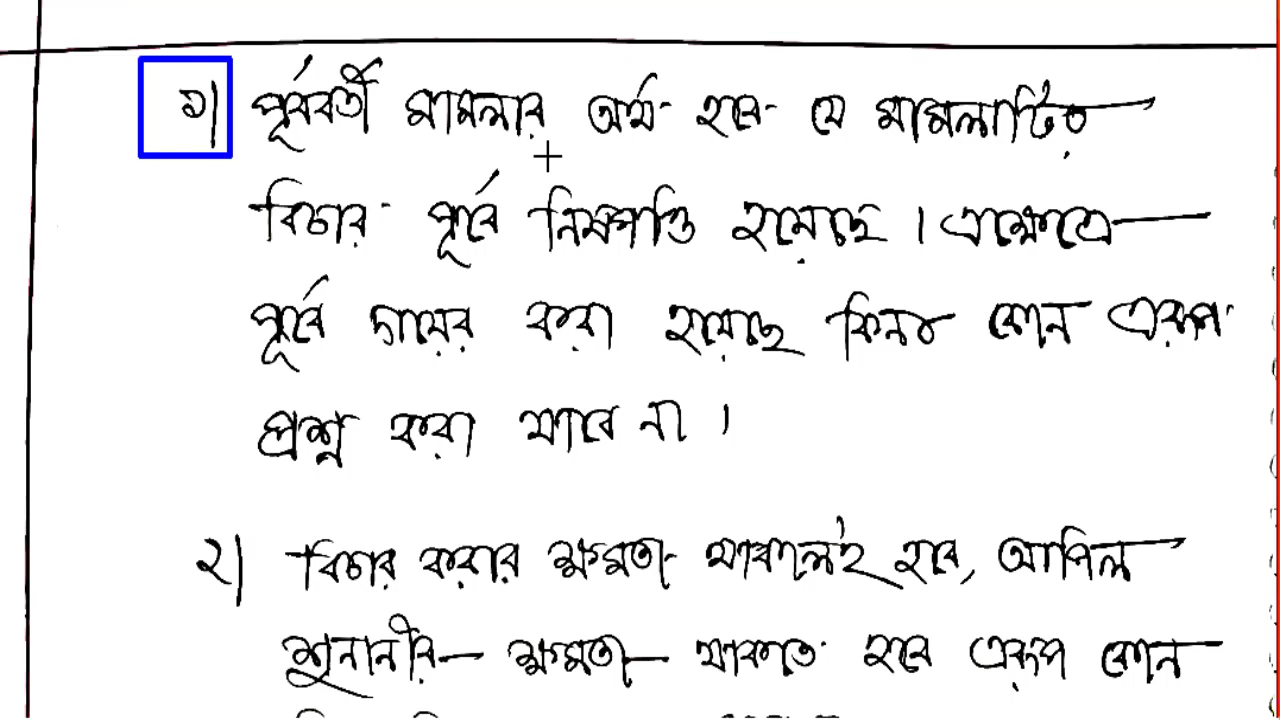 ১) পূর্ববর্তী মামলার অর্থ হবে যে মামলাটির
বিচার পূর্বে নিষ্পত্তি হয়েছে। এক্ষেত্রে
পূর্বে দায়ের করা হয়েছে কিনা কোন এরূপ
প্রশ্ন করা যাবে না।
২) বিচার করার ক্ষমতা থাকলেই হবে, আপিল
শুনানীর ক্ষমতা থাকতে হবে এরূপ কোন